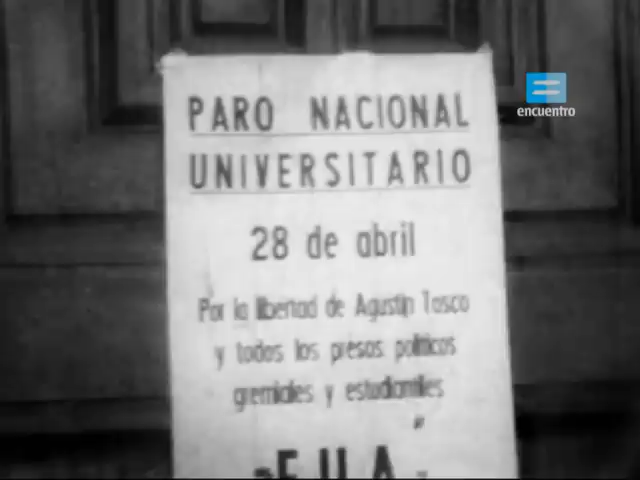 PARO NACIONAL
UNIVERSITARIO
28 de abril
Por la libertad de Agustín Tosco
y todos los presos políticos
gremiales y estudiantiles
F.U.A.
encuentro